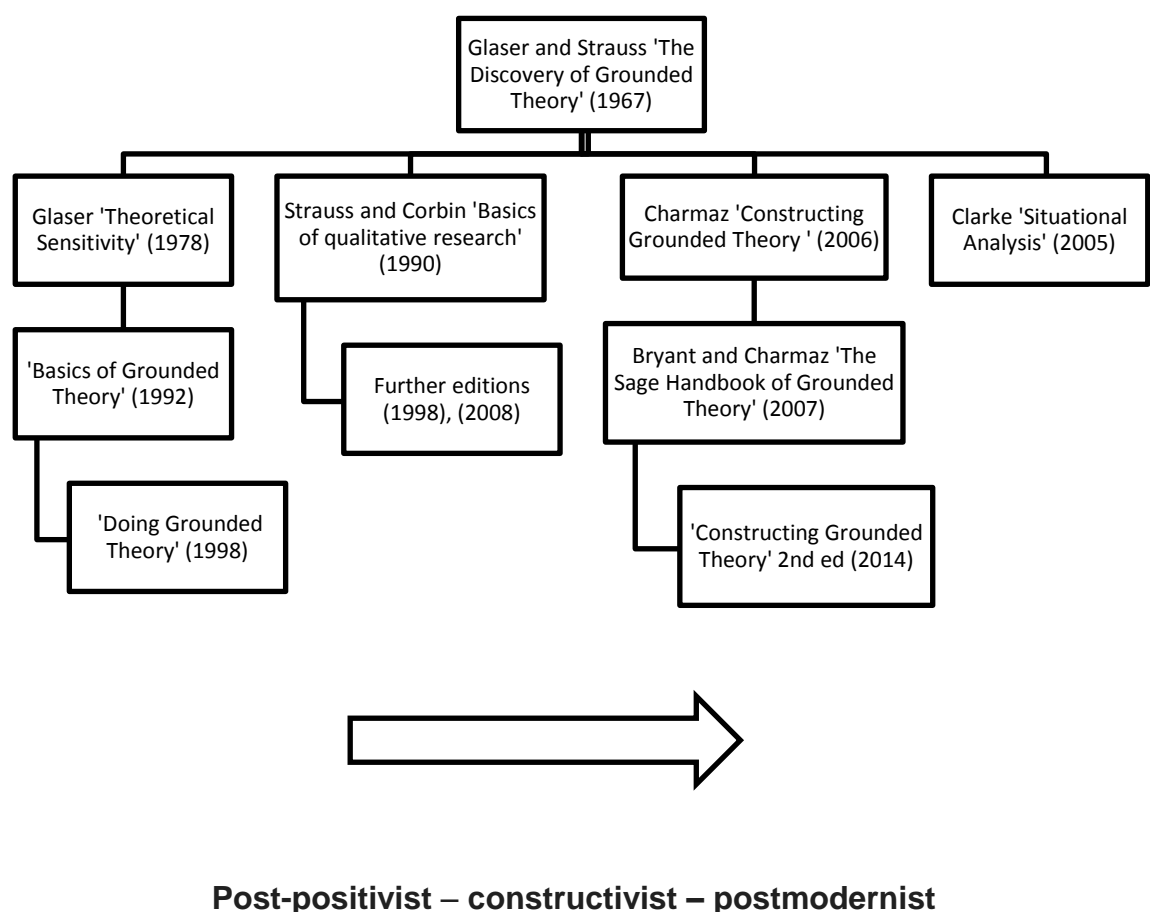 Glaser and Strauss 'The
Discovery of Grounded
Theory' (1967)
Glaser 'Theoretical
Sensitivity' (1978)
Strauss and Corbin 'Basics
of qualitative research'
(1990)
Charmaz 'Constructing
Grounded Theory ' (2006)
Clarke 'Situational
Analysis' (2005)
'Basics of Grounded
Theory' (1992)
Further editions
(1998), (2008)
Bryant and Charmaz 'The
Sage Handbook of Grounded
Theory' (2007)
'Doing Grounded
Theory' (1998)
'Constructing Grounded
Theory' 2nd ed (2014)
Post-positivist – constructivist – postmodernist